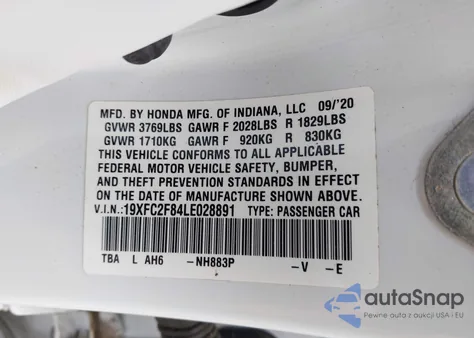 MFD. BY HONDA MFG. OF INDIANA, LLC 09/'20
GVWR 3769LBS GAWR F 2028LBS R 1829LBS
GVWR 1710KG GAWR F 920KG R 830KG
THIS VEHICLE CONFORMS TO ALL APPLICABLE
FEDERAL MOTOR VEHICLE SAFETY, BUMPER,
AND THEFT PREVENTION STANDARDS IN EFFECT
ON THE DATE OF MANUFACTURE SHOWN ABOVE.
V.I.N.:19XFC2F84LE028891 TYPE: PASSENGER CAR
TBA L AH6 -NH883P -V -E
autoSnap
Pewne auta z aukcji USA i EU